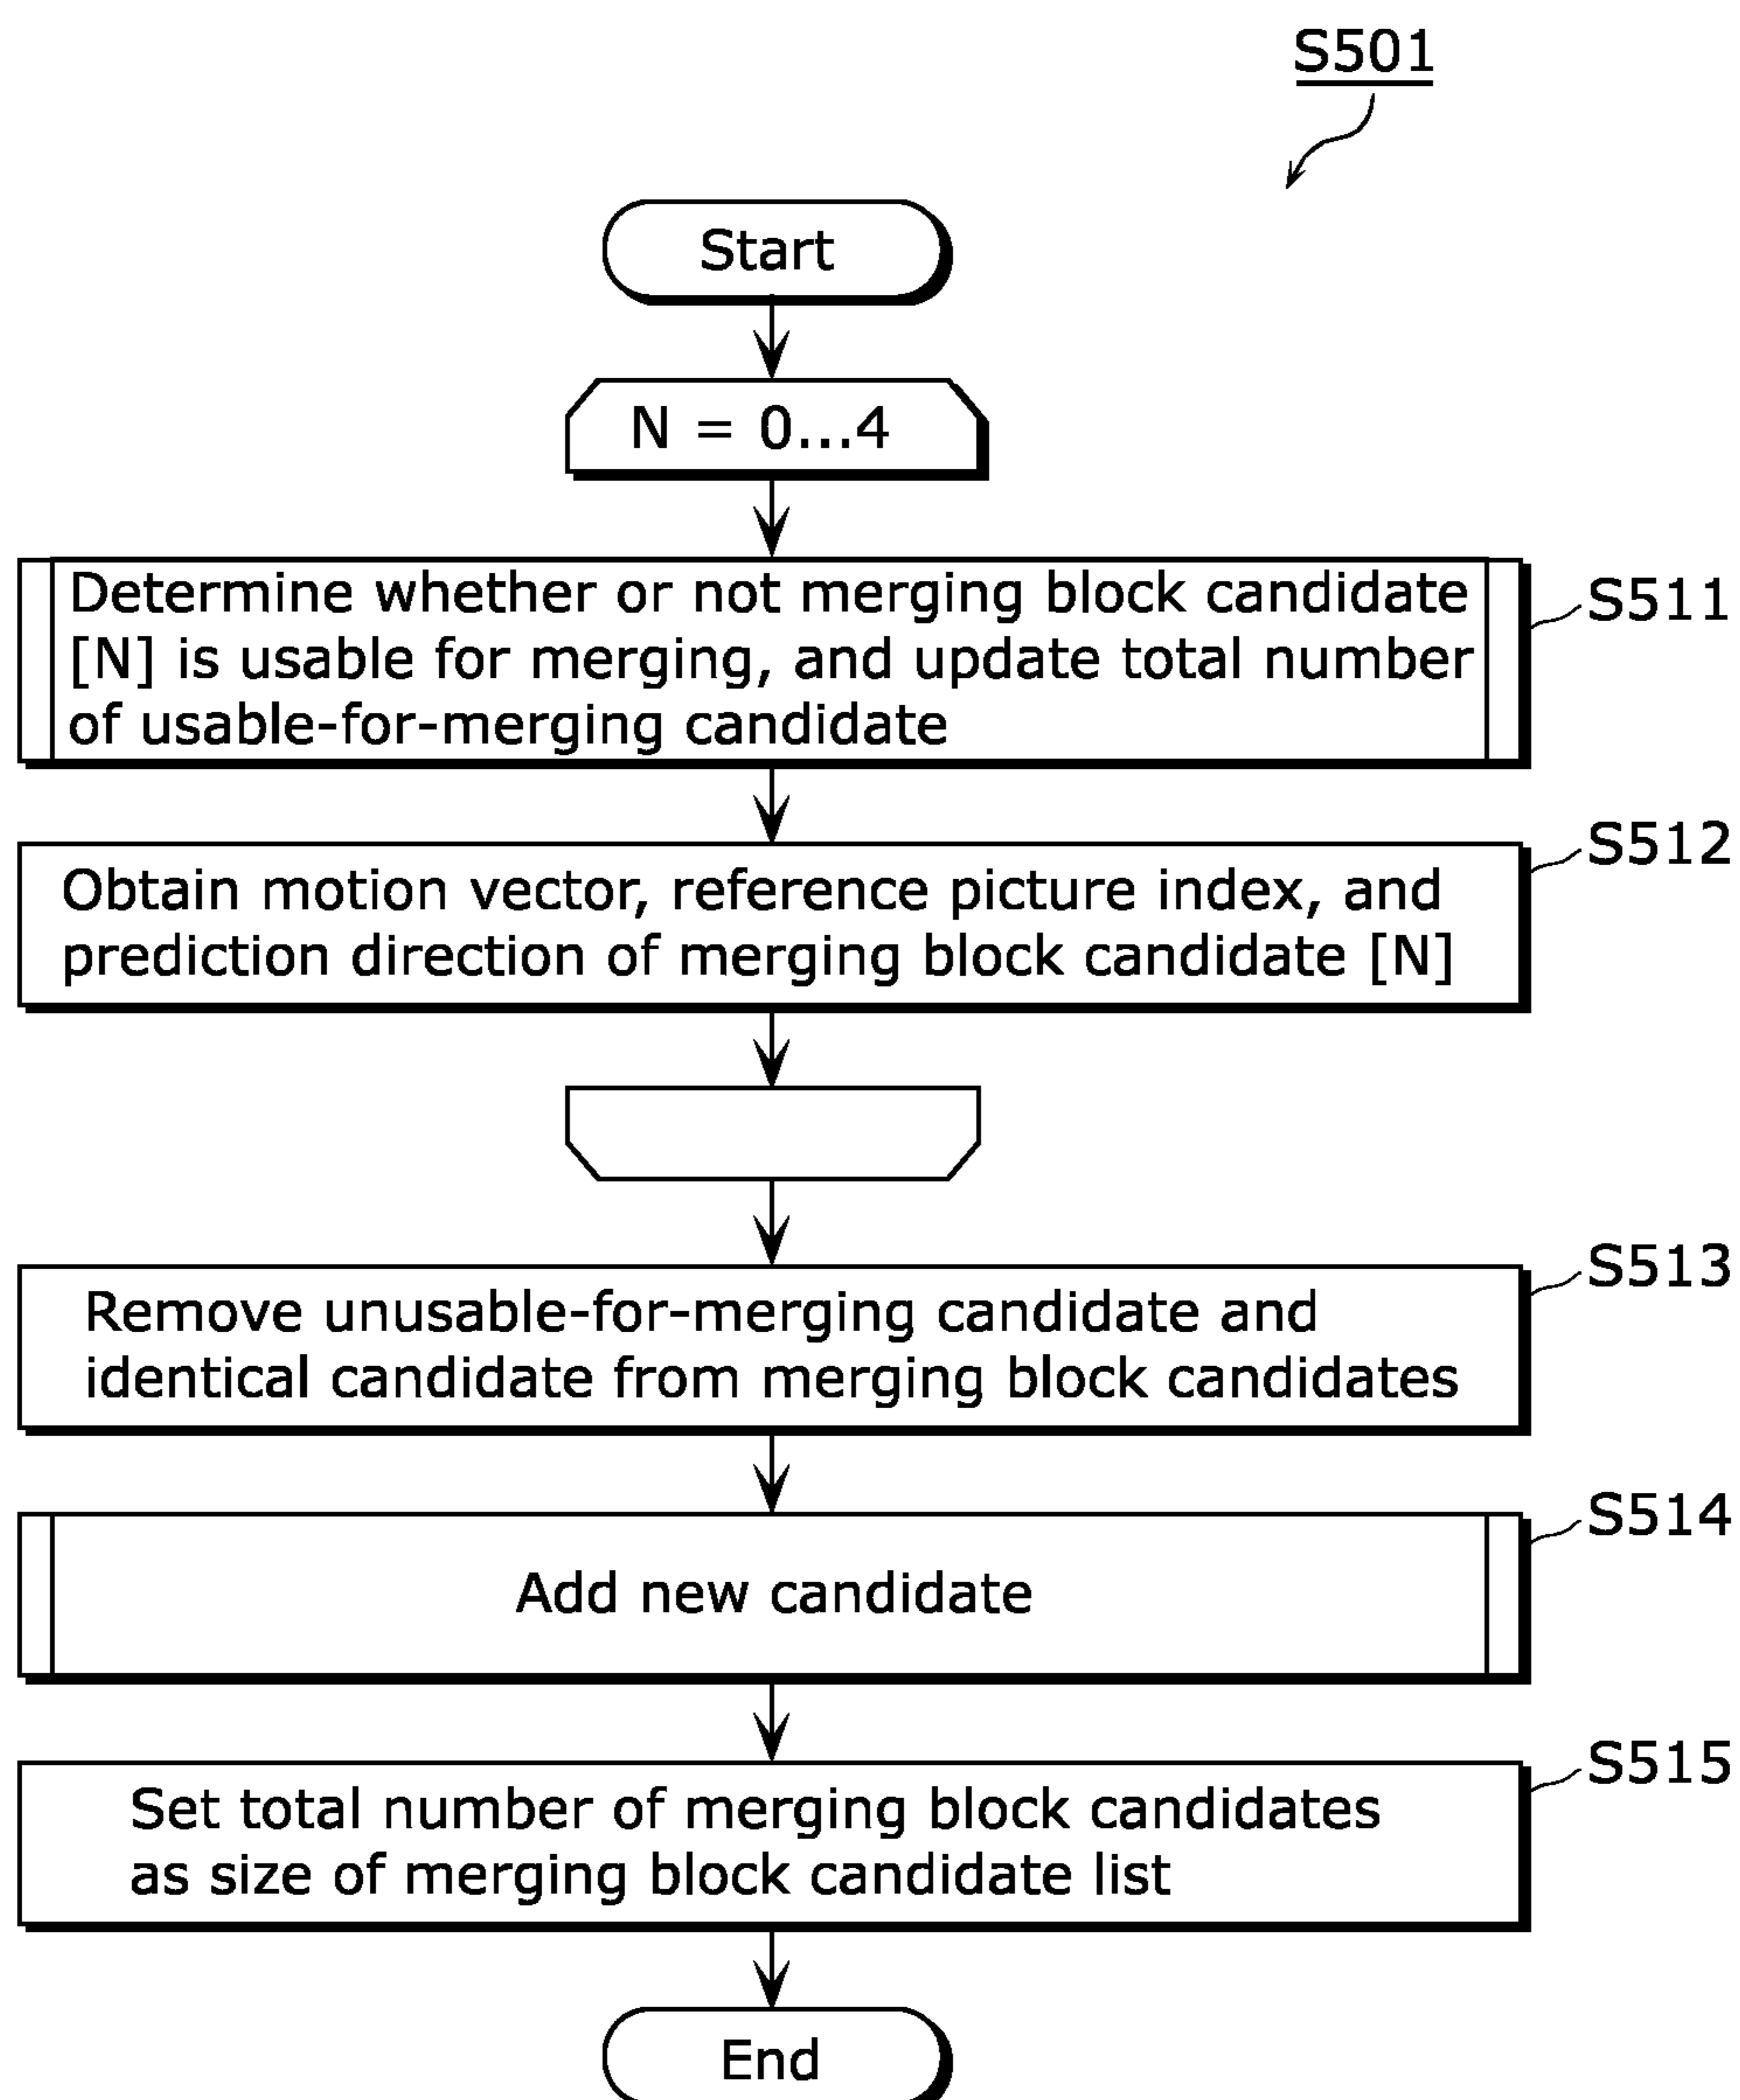 S501
Start
N = 0...4
Determine whether or not merging block candidate
[N] is usable for merging, and update total number
of usable-for-merging candidate
S511
Obtain motion vector, reference picture index, and
prediction direction of merging block candidate [N]
S512
Remove unusable-for-merging candidate and
identical candidate from merging block candidates
S513
Add new candidate
S514
Set total number of merging block candidates
as size of merging block candidate list
S515
End